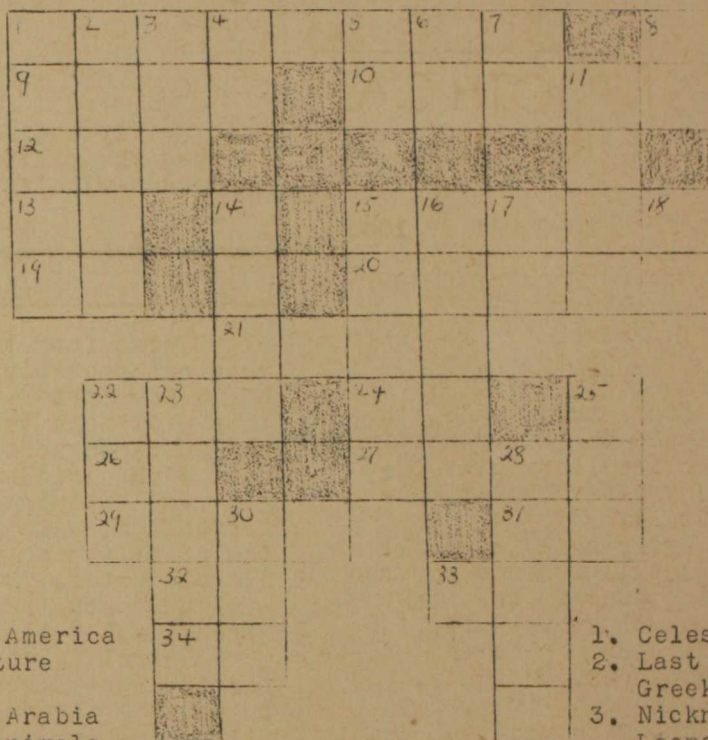 1 2 3 4 5 6 7 8
9 10 11
12
13 14 15 16 17 18
19 20
21
22 23 24 25
26 27 28
29 30 31
32 33
34
America
ture
Arabia
nimals
1. Celes
2. Last
Greek
3. Nickn